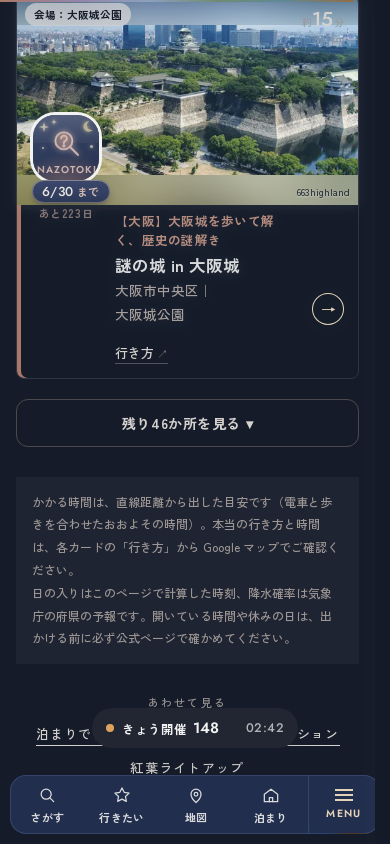 会場：大阪城公園
約15分
NAZOTOKI
6/30 まで
663highland
あと223日
【大阪】大阪城を歩いて解
く、歴史の謎解き
謎の城 in 大阪城
大阪市中央区｜
大阪城公園
→
行き方 ↗
残り46か所を見る ▾
かかる時間は、直線距離から出した目安です（電車と歩
きを合わせたおおよその時間）。本当の行き方と時間
は、各カードの「行き方」から Google マップでご確認く
ださい。
日の入りはこのページで計算した時刻、降水確率は気象
庁の府県の予報です。開いている時間や休みの日は、出
かける前に必ず公式ページで確かめてください。
あわせて見る
泊まりで
ション
きょう開催 148 02:42
紅葉ライトアップ
さがす
行きたい
地図
泊まり
MENU